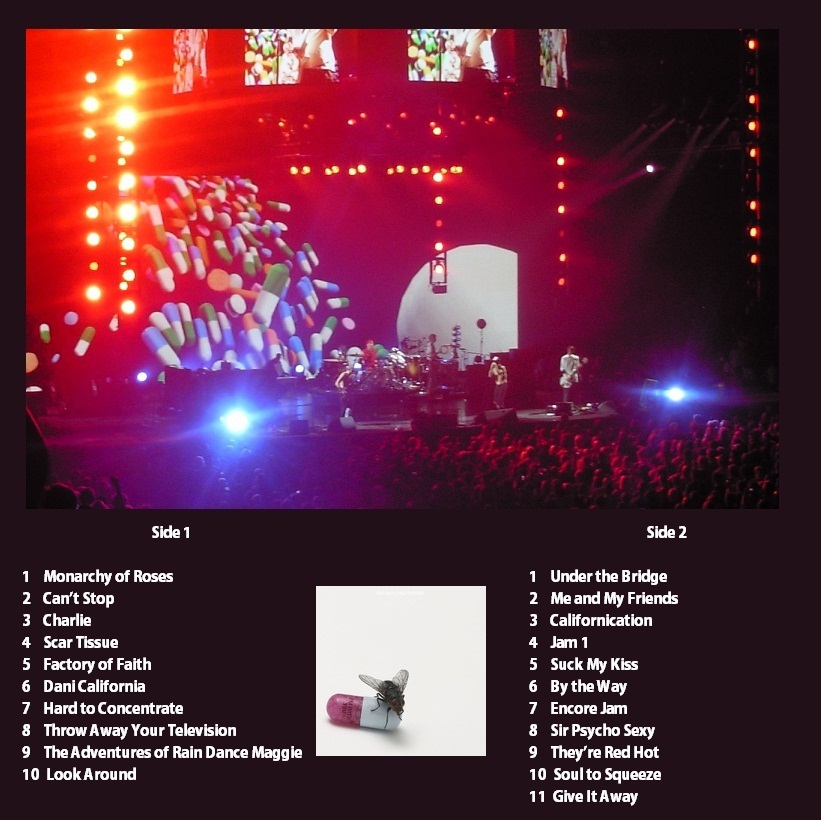 Side 1
1 Monarchy of Roses
2 Can't Stop
3 Charlie
4 Scar Tissue
5 Factory of Faith
6 Dani California
7 Hard to Concentrate
8 Throw Away Your Television
9 The Adventures of Rain Dance Maggie
10 Look Around
Side 2
1 Under the Bridge
2 Me and My Friends
3 Californication
4 Jam 1
5 Suck My Kiss
6 By the Way
7 Encore Jam
8 Sir Psycho Sexy
9 They're Red Hot
10 Soul to Squeeze
11 Give It Away